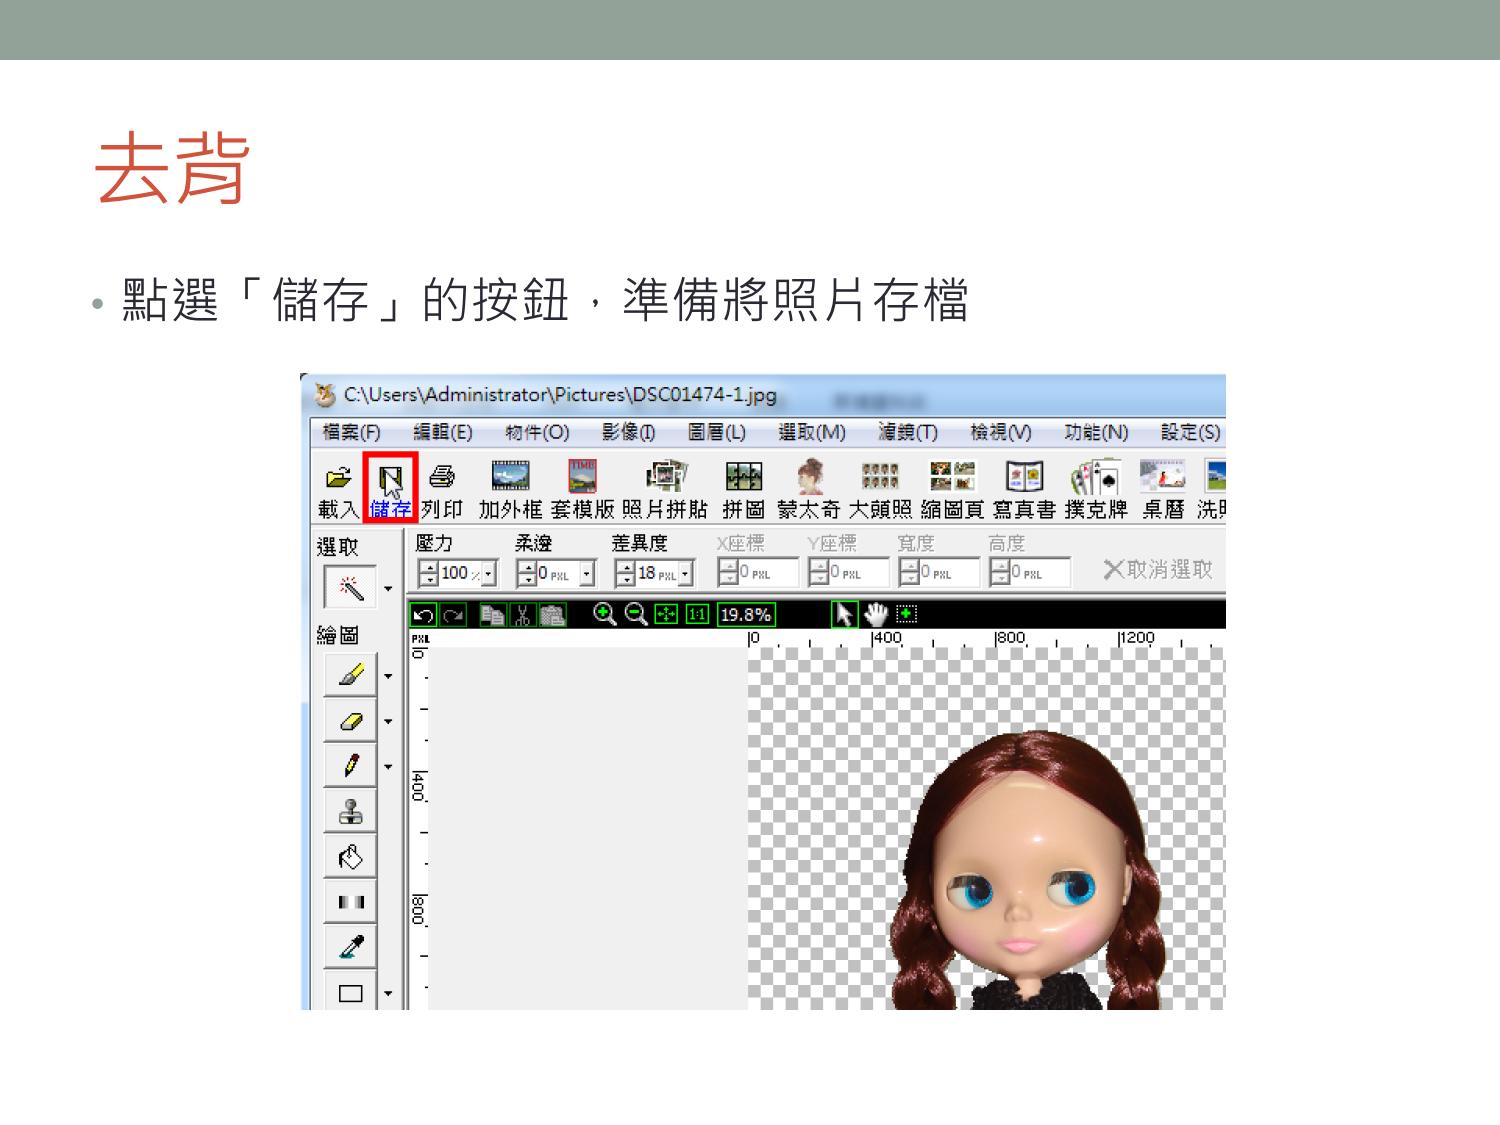 去背
• 點選「儲存」的按鈕，準備將照片存檔
C:\Users\Administrator\Pictures\DSC01474-1.jpg
檔案(F) 編輯(E) 物件(O) 影像(I) 圖層(L) 選取(M) 濾鏡(T) 檢視(V) 功能(N) 設定(S)
TIME
載入 儲存 列印 加外框 套模版 照片拼貼 拼圖 蒙太奇 大頭照 縮圖頁 寫真書 撲克牌 桌曆 洗照
選取 壓力 柔邊 差異度 X座標 Y座標 寬度 高度
100 % 0 PXL 18 PXL 0 PXL 0 PXL 0 PXL 0 PXL 取消選取
1:1 19.8%
繪圖
PXL 0 400 800 1200
0
400
800